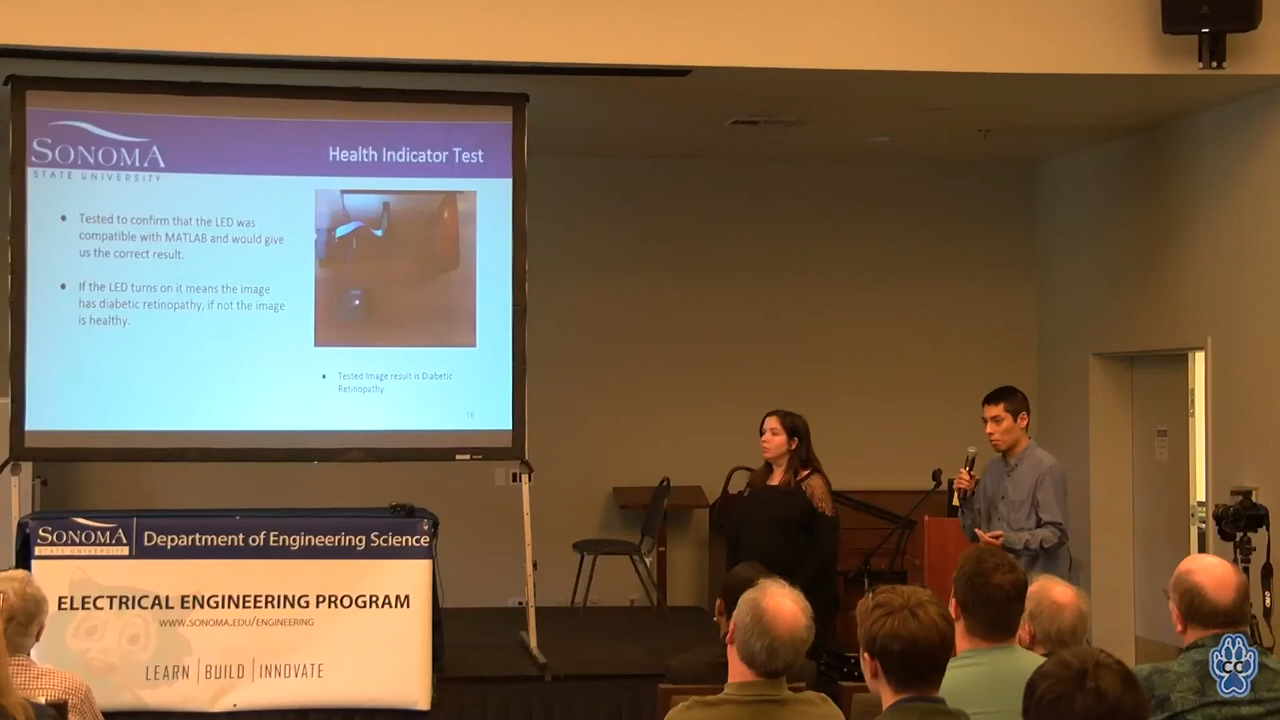 SONOMA
STATE UNIVERSITY
Health Indicator Test
Tested to confirm that the LED was
compatible with MATLAB and would give
us the correct result.
If the LED turns on it means the image
has diabetic retinopathy, if not the image
is healthy.
Tested Image result is Diabetic
Retinopathy.
16
SONOMA
STATE UNIVERSITY
Department of Engineering Science
ELECTRICAL ENGINEERING PROGRAM
WWW.SONOMA.EDU/ENGINEERING
LEARN | BUILD | INNOVATE
CC